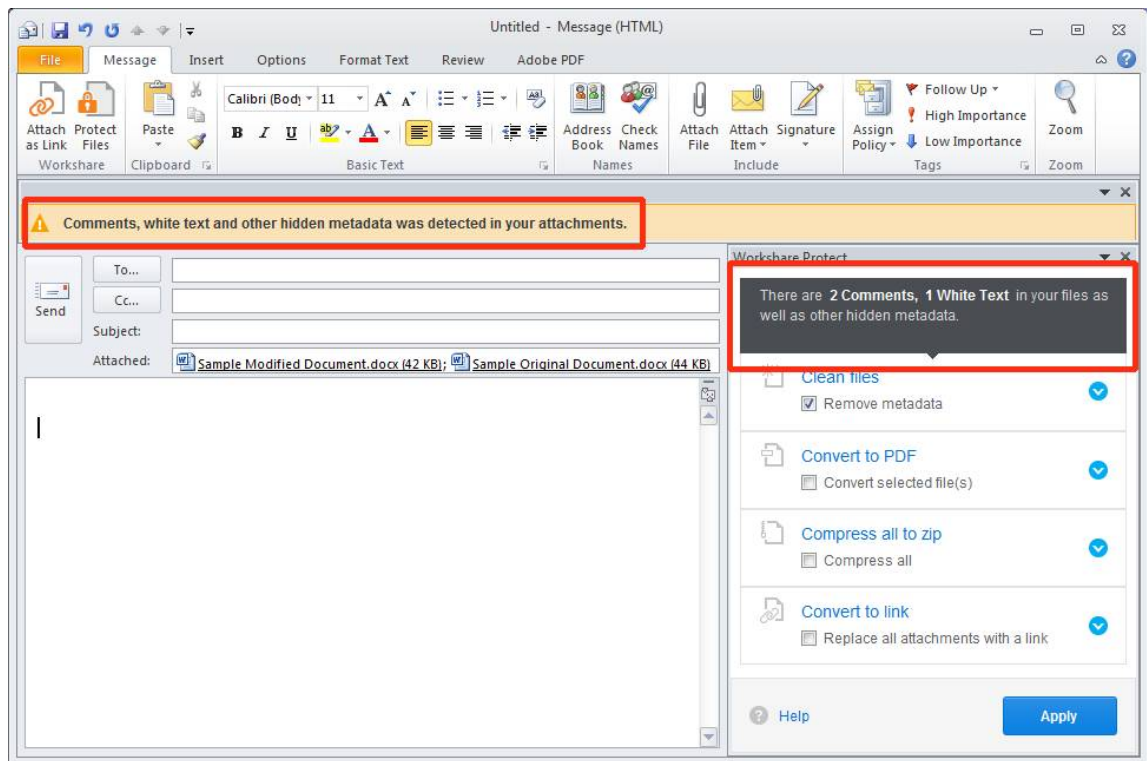 Untitled - Message (HTML)
File Message Insert Options Format Text Review Adobe PDF
Attach as Link
Protect Files
Workshare
Paste
Clipboard
Calibri (Body 11
B I U
Basic Text
Address Book
Check Names
Names
Attach File
Attach Item
Signature
Include
Assign Policy
Follow Up
High Importance
Low Importance
Tags
Zoom
Zoom
Comments, white text and other hidden metadata was detected in your attachments.
Send
To...
Cc...
Subject:
Attached: Sample Modified Document.docx (42 KB); Sample Original Document.docx (44 KB)
Workshare Protect
There are 2 Comments, 1 White Text in your files as
well as other hidden metadata.
Clean files
Remove metadata
Convert to PDF
Convert selected file(s)
Compress all to zip
Compress all
Convert to link
Replace all attachments with a link
Help
Apply